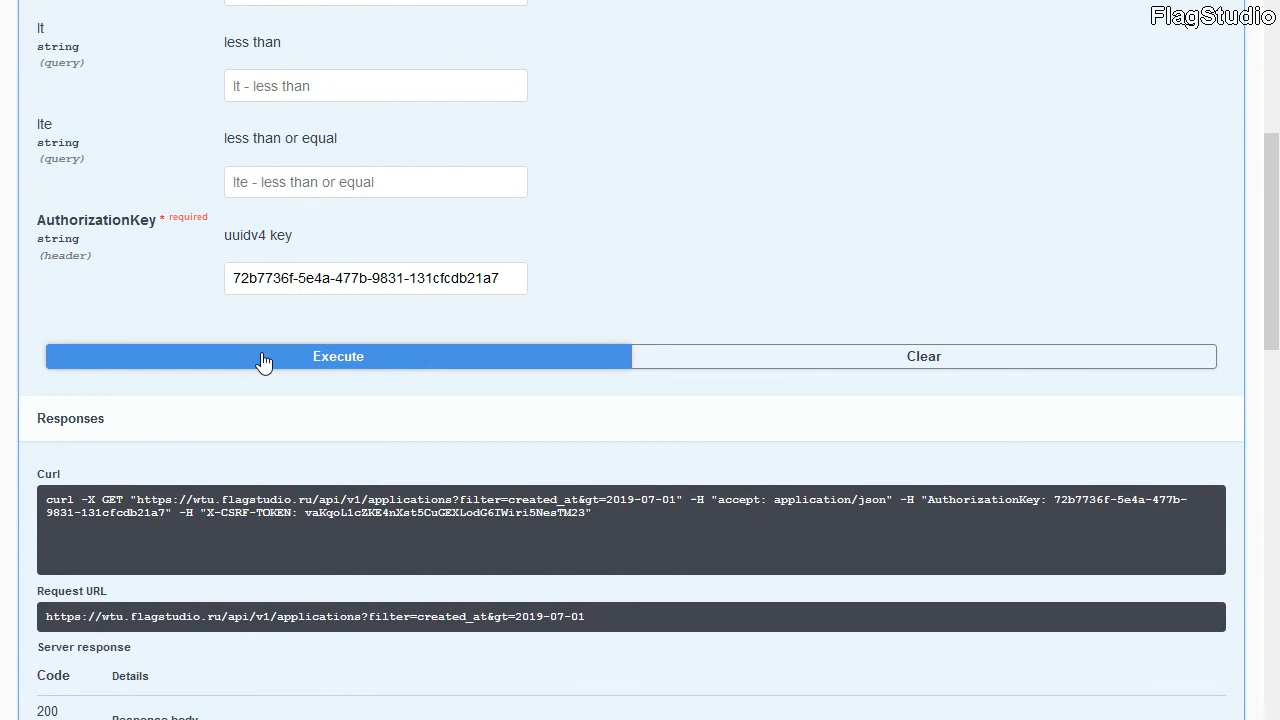 FlagStudio
lt
string
(query)
less than
lt - less than
lte
string
(query)
less than or equal
lte - less than or equal
AuthorizationKey * required
string
(header)
uuidv4 key
72b7736f-5e4a-477b-9831-131cfcdb21a7
Execute
Clear
Responses
Curl
curl -X GET "https://wtu.flagstudio.ru/api/v1/applications?filter=created_at&gt=2019-07-01" -H "accept: application/json" -H "AuthorizationKey: 72b7736f-5e4a-477b-
9831-131cfcdb21a7" -H "X-CSRF-TOKEN: vaKqoL1cZKE4nXst5CuGEXLodG6IWiri5NesTM23"
Request URL
https://wtu.flagstudio.ru/api/v1/applications?filter=created_at&gt=2019-07-01
Server response
Code
Details
200
Response body